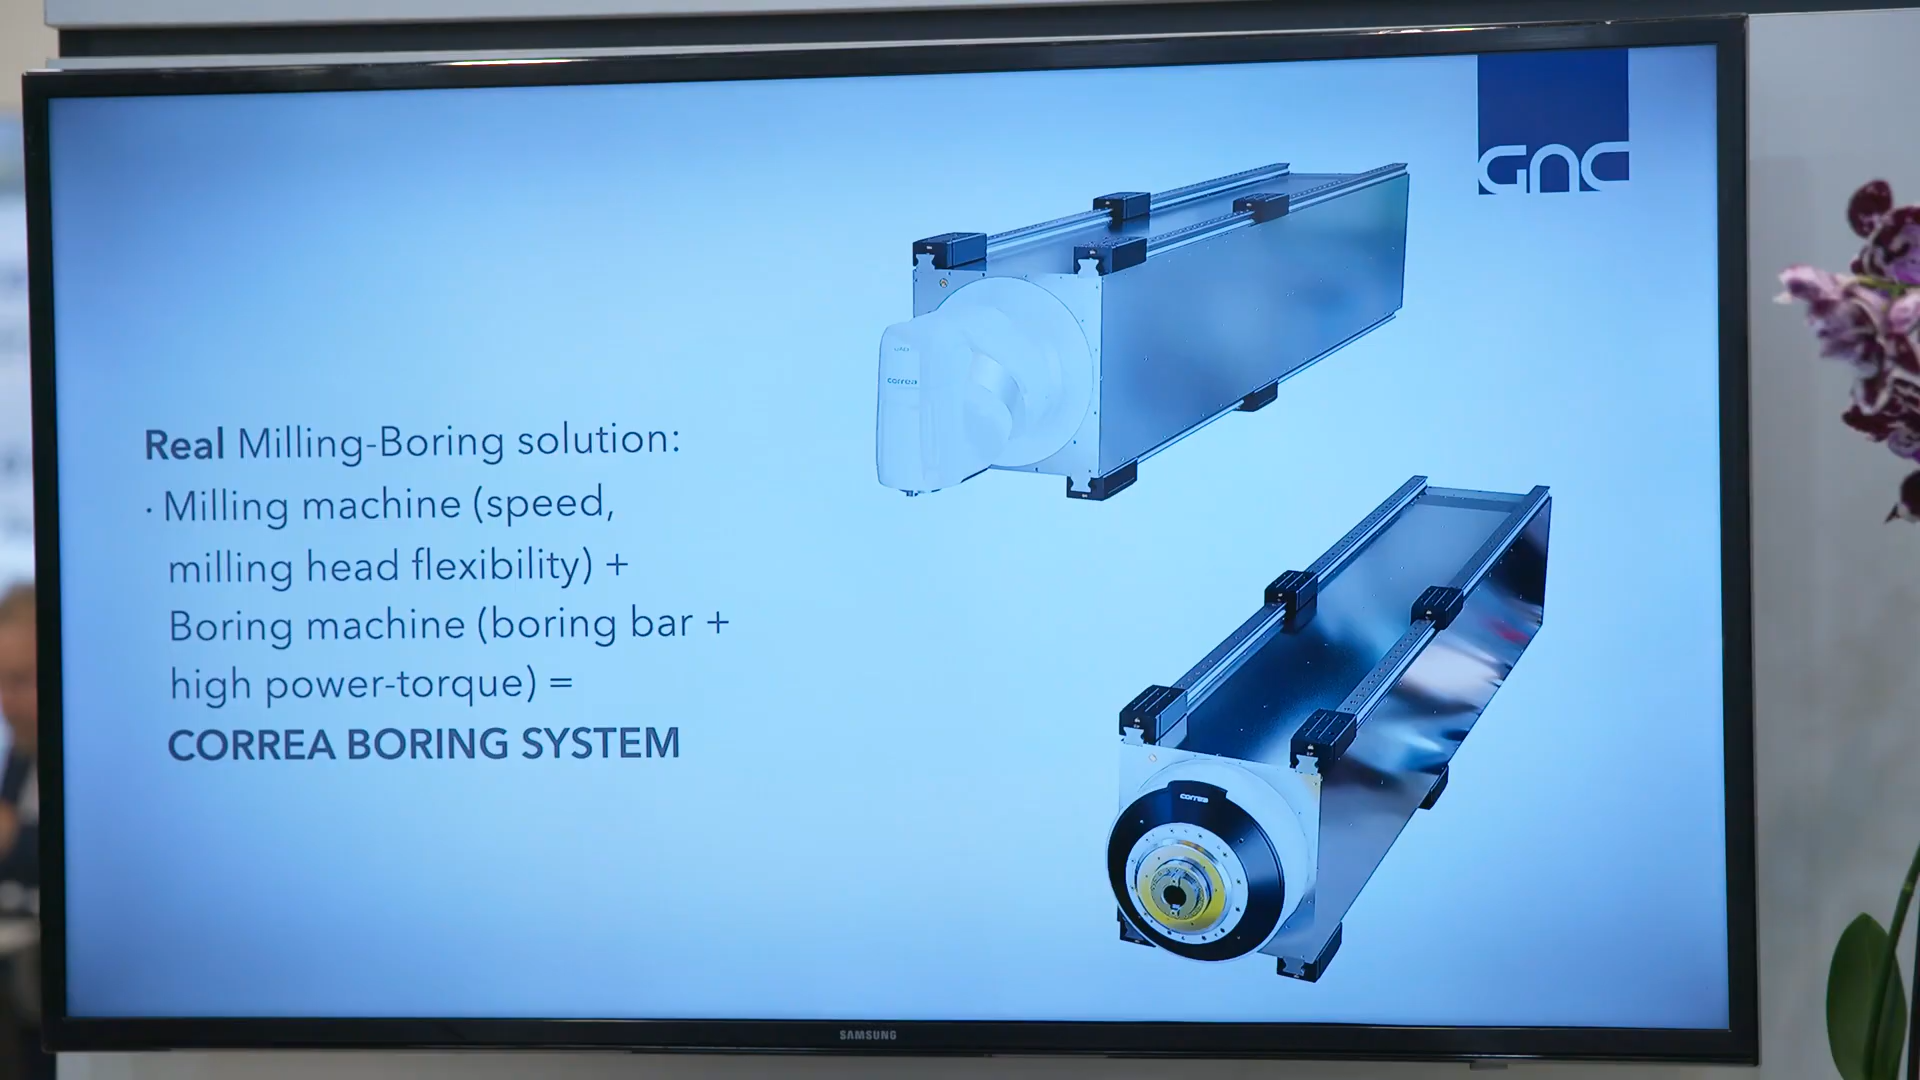 GNC
Real Milling-Boring solution:
· Milling machine (speed,
milling head flexibility) +
Boring machine (boring bar +
high power-torque) =
CORREA BORING SYSTEM
correa
correa
SAMSUNG